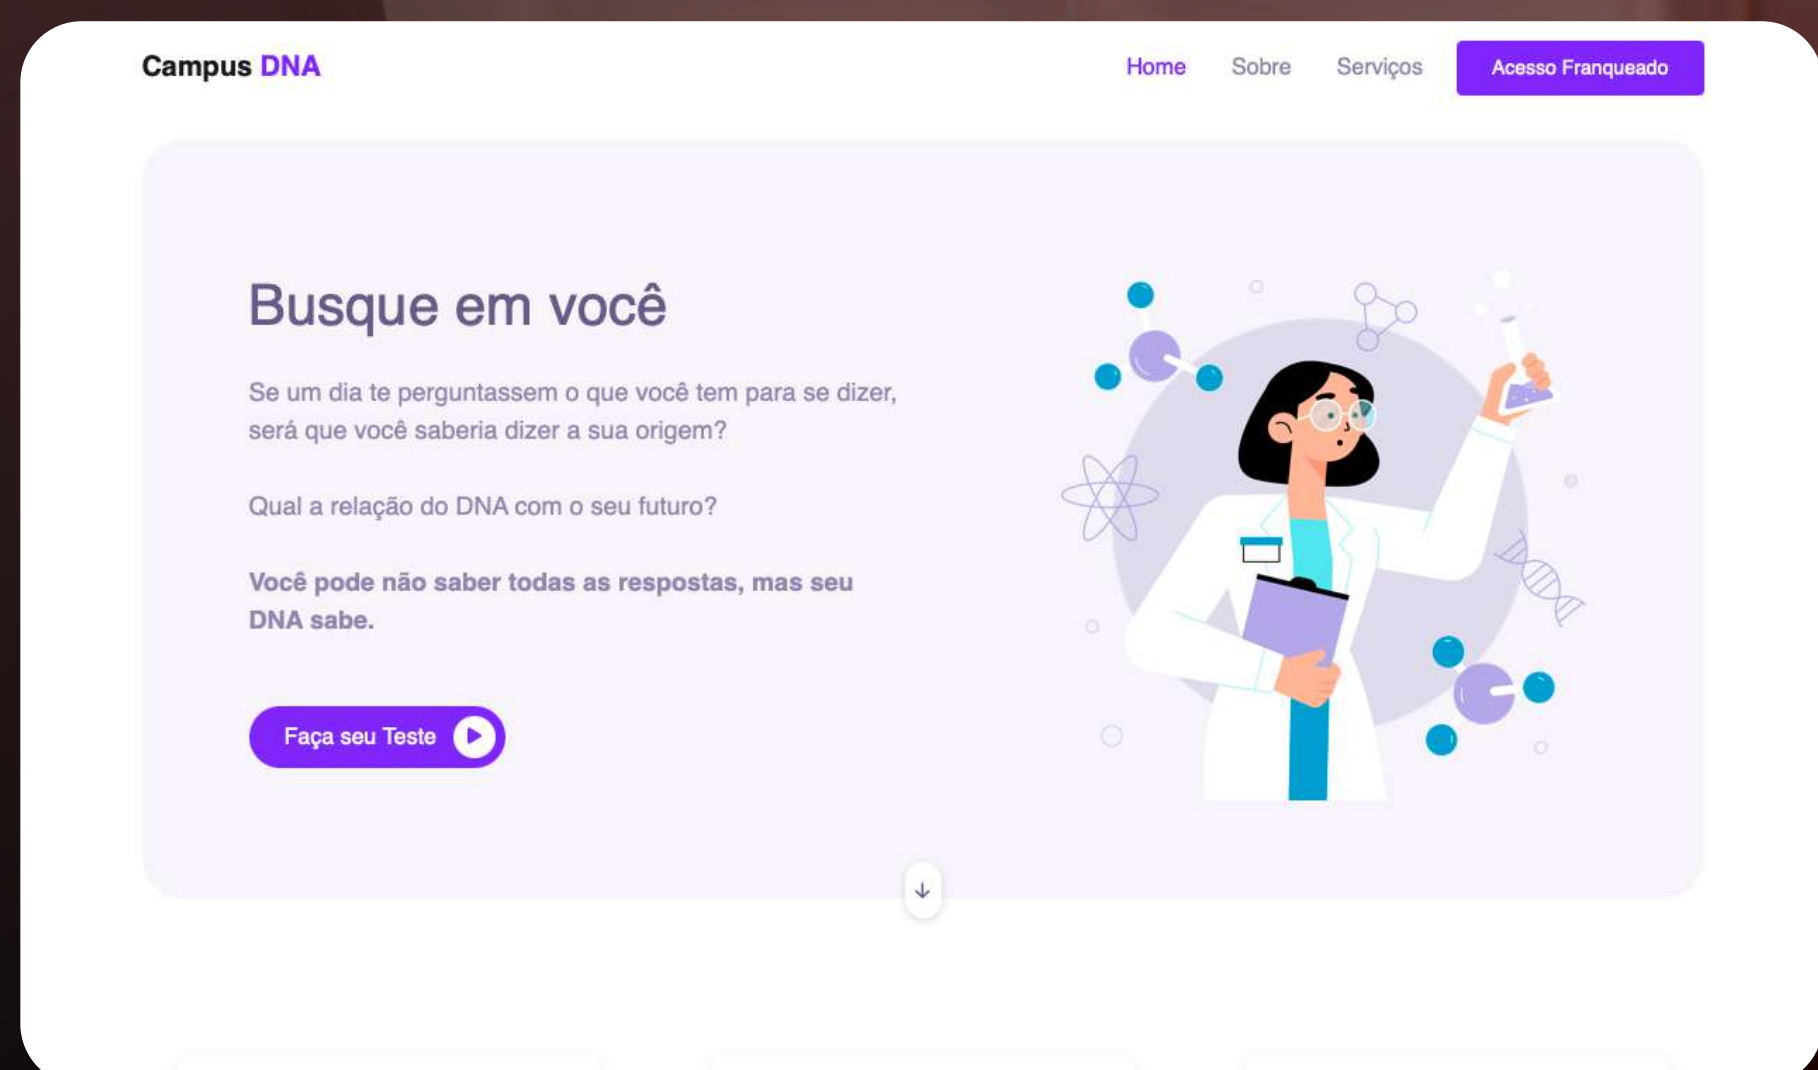 Campus DNA
Home Sobre Serviços Acesso Franqueado
Busque em você
Se um dia te perguntassem o que você tem para se dizer,
será que você saberia dizer a sua origem?
Qual a relação do DNA com o seu futuro?
Você pode não saber todas as respostas, mas seu
DNA sabe.
Faça seu Teste